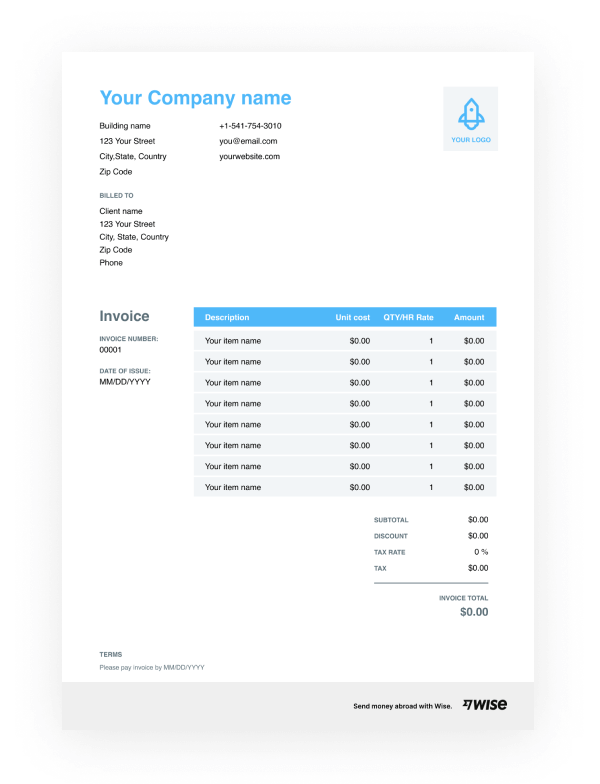 Your Company name
Building name +1-541-754-3010
123 Your Street you@email.com
City,State, Country yourwebsite.com
Zip Code
YOUR LOGO
BILLED TO
Client name
123 Your Street
City, State, Country
Zip Code
Phone
Invoice
INVOICE NUMBER:
00001
DATE OF ISSUE:
MM/DD/YYYY
Description Unit cost QTY/HR Rate Amount
Your item name $0.00 1 $0.00
Your item name $0.00 1 $0.00
Your item name $0.00 1 $0.00
Your item name $0.00 1 $0.00
Your item name $0.00 1 $0.00
Your item name $0.00 1 $0.00
Your item name $0.00 1 $0.00
Your item name $0.00 1 $0.00
SUBTOTAL $0.00
DISCOUNT $0.00
TAX RATE 0 %
TAX $0.00
INVOICE TOTAL
$0.00
TERMS
Please pay invoice by MM/DD/YYYY
Send money abroad with Wise. WISE